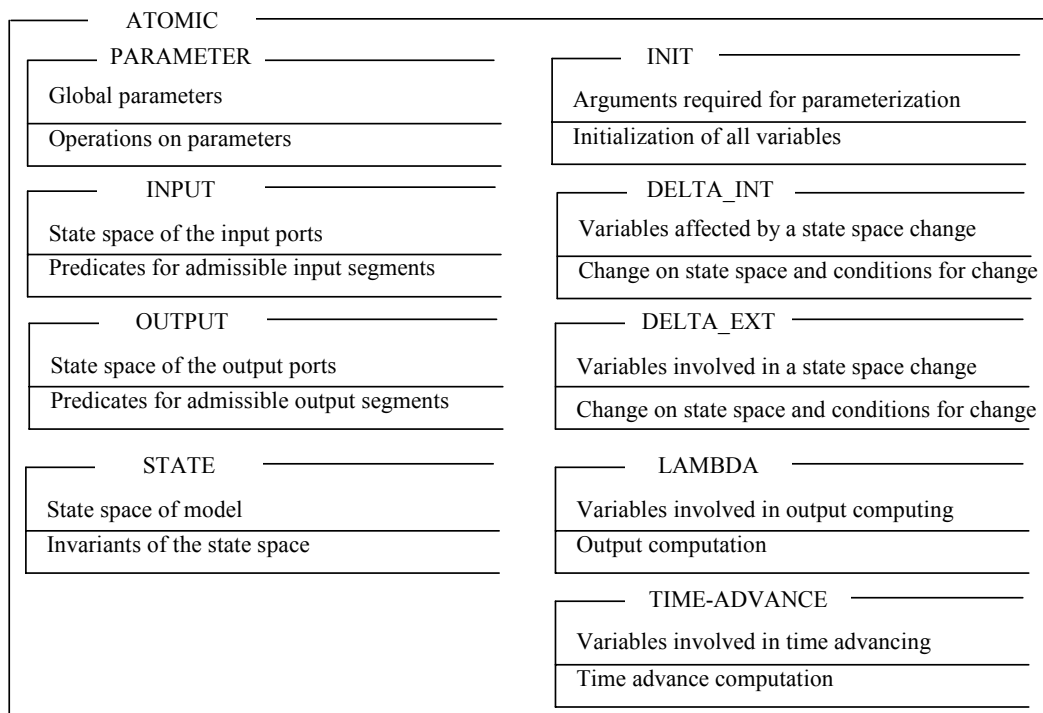 ATOMIC
PARAMETER
Global parameters
Operations on parameters
INPUT
State space of the input ports
Predicates for admissible input segments
OUTPUT
State space of the output ports
Predicates for admissible output segments
STATE
State space of model
Invariants of the state space
INIT
Arguments required for parameterization
Initialization of all variables
DELTA_INT
Variables affected by a state space change
Change on state space and conditions for change
DELTA_EXT
Variables involved in a state space change
Change on state space and conditions for change
LAMBDA
Variables involved in output computing
Output computation
TIME-ADVANCE
Variables involved in time advancing
Time advance computation